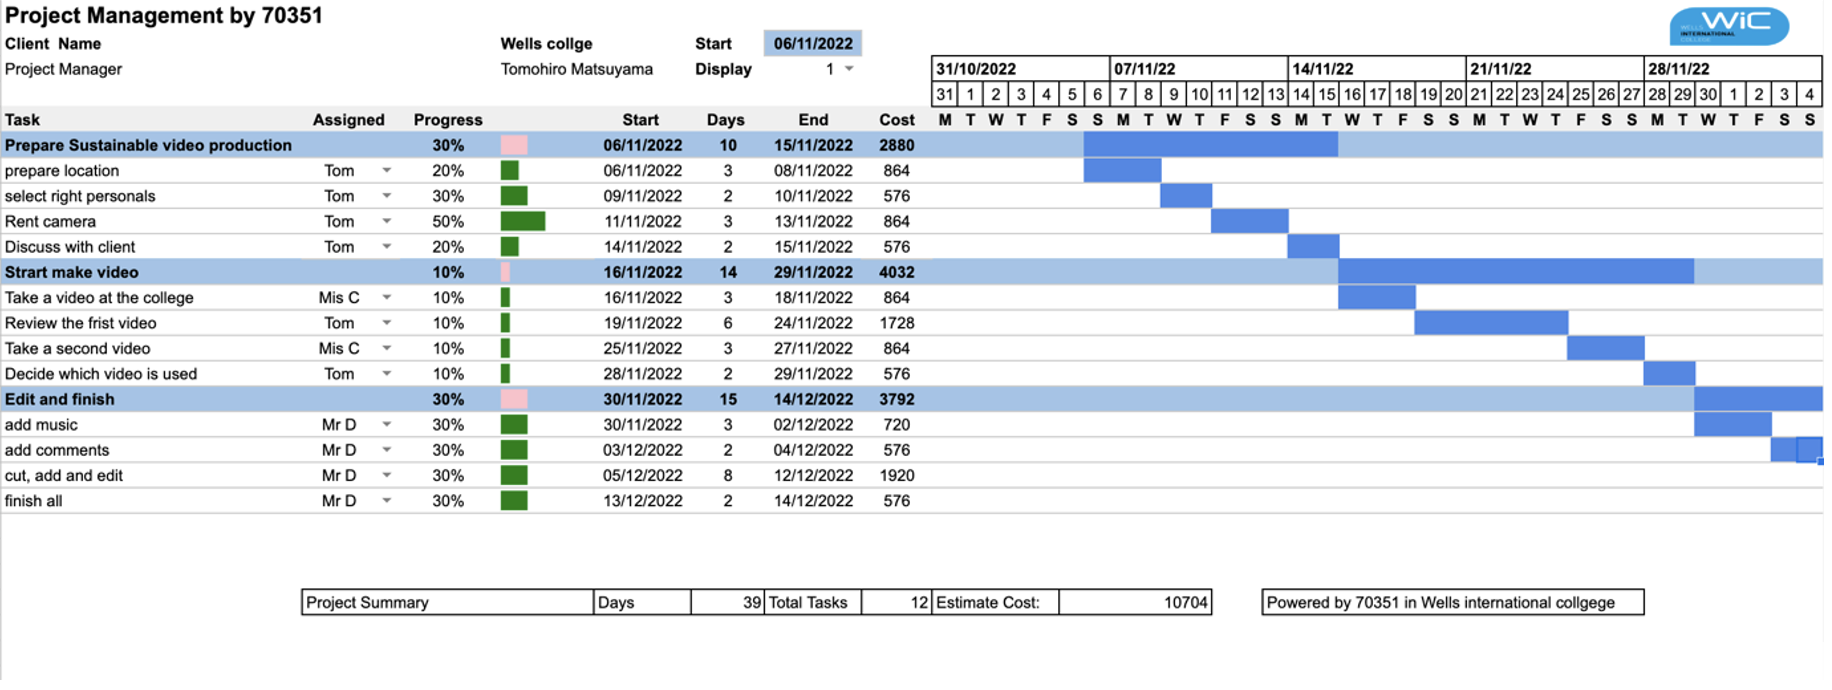 Project Management by 70351
WiC
WELLS
INTERNATIONAL
COLLEGE
Client Name Wells collge Start 06/11/2022
Project Manager Tomohiro Matsuyama Display 1 31/10/2022 07/11/22 14/11/22 21/11/22 28/11/22
31 1 2 3 4 5 6 7 8 9 10 11 12 13 14 15 16 17 18 19 20 21 22 23 24 25 26 27 28 29 30 1 2 3 4
Task Assigned Progress Start Days End Cost M T W T F S S M T W T F S S M T W T F S S M T W T F S S M T W T F S S
Prepare Sustainable video production 30% 06/11/2022 10 15/11/2022 2880
prepare location Tom 20% 06/11/2022 3 08/11/2022 864
select right personals Tom 30% 09/11/2022 2 10/11/2022 576
Rent camera Tom 50% 11/11/2022 3 13/11/2022 864
Discuss with client Tom 20% 14/11/2022 2 15/11/2022 576
Strart make video 10% 16/11/2022 14 29/11/2022 4032
Take a video at the college Mis C 10% 16/11/2022 3 18/11/2022 864
Review the frist video Tom 10% 19/11/2022 6 24/11/2022 1728
Take a second video Mis C 10% 25/11/2022 3 27/11/2022 864
Decide which video is used Tom 10% 28/11/2022 2 29/11/2022 576
Edit and finish 30% 30/11/2022 15 14/12/2022 3792
add music Mr D 30% 30/11/2022 3 02/12/2022 720
add comments Mr D 30% 03/12/2022 2 04/12/2022 576
cut, add and edit Mr D 30% 05/12/2022 8 12/12/2022 1920
finish all Mr D 30% 13/12/2022 2 14/12/2022 576
Project Summary Days 39 Total Tasks 12 Estimate Cost: 10704 Powered by 70351 in Wells international collgege